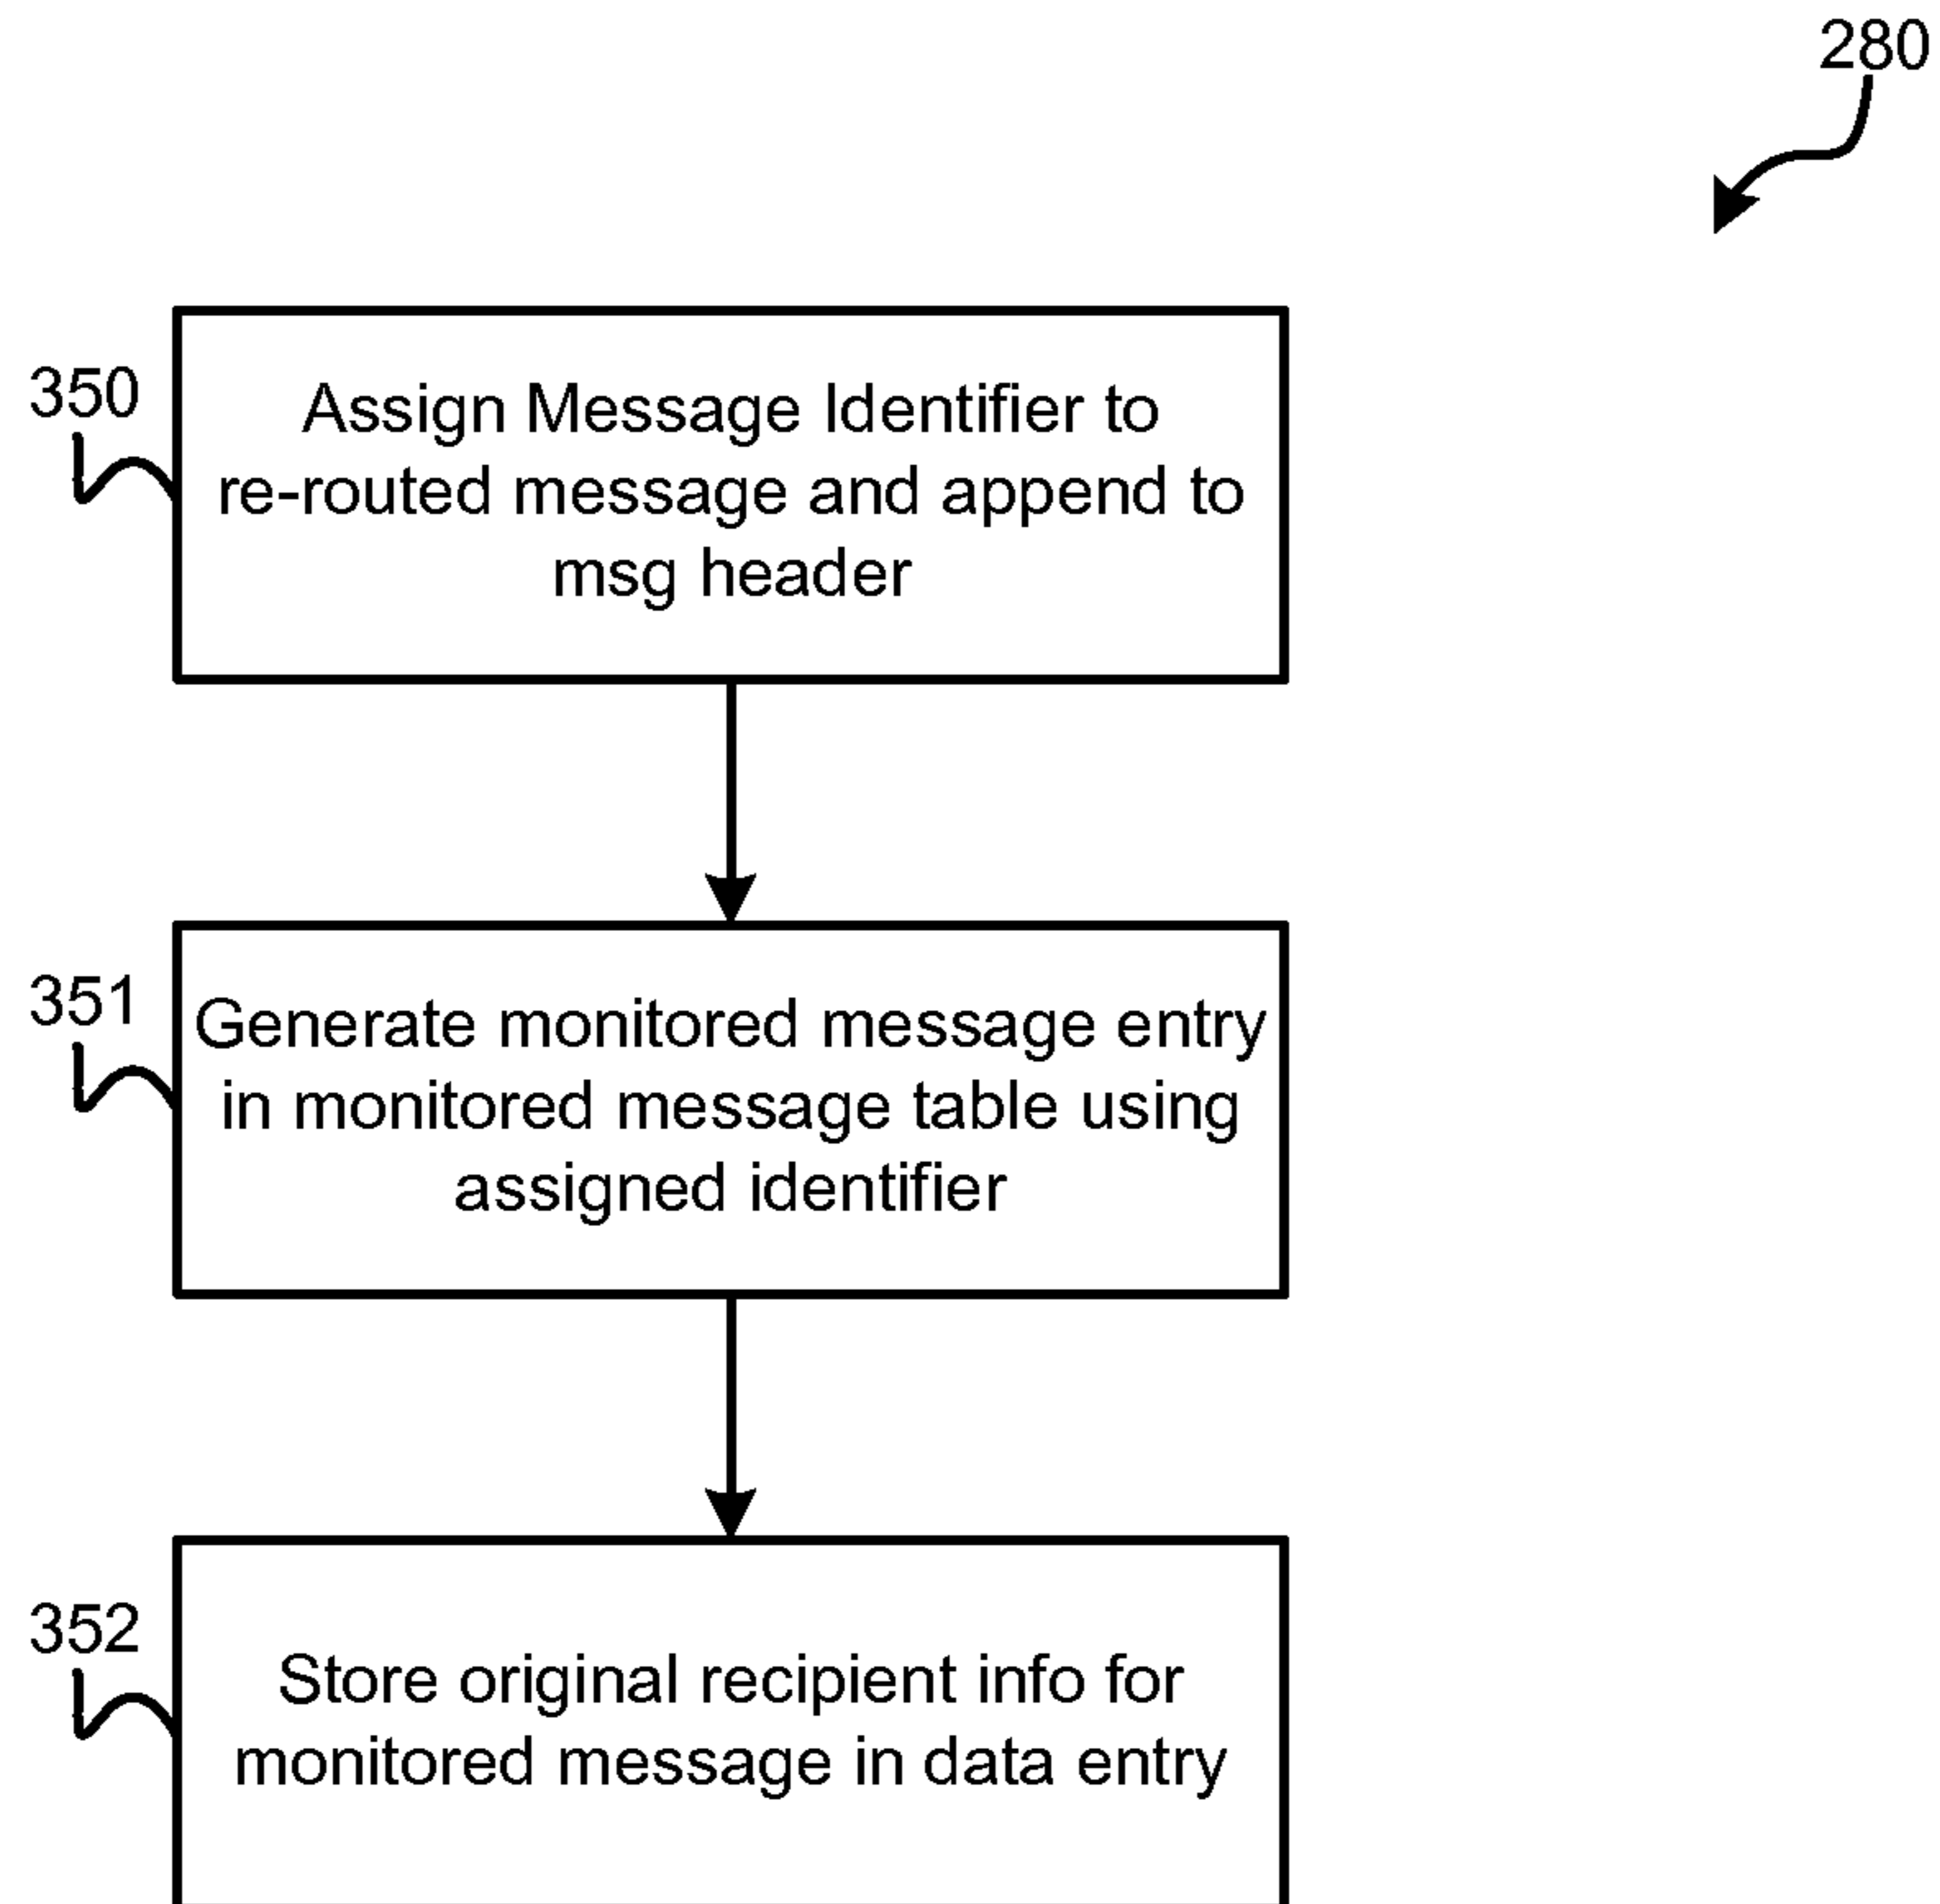 280
350
Assign Message Identifier to
re-routed message and append to
msg header
351
Generate monitored message entry
in monitored message table using
assigned identifier
352
Store original recipient info for
monitored message in data entry